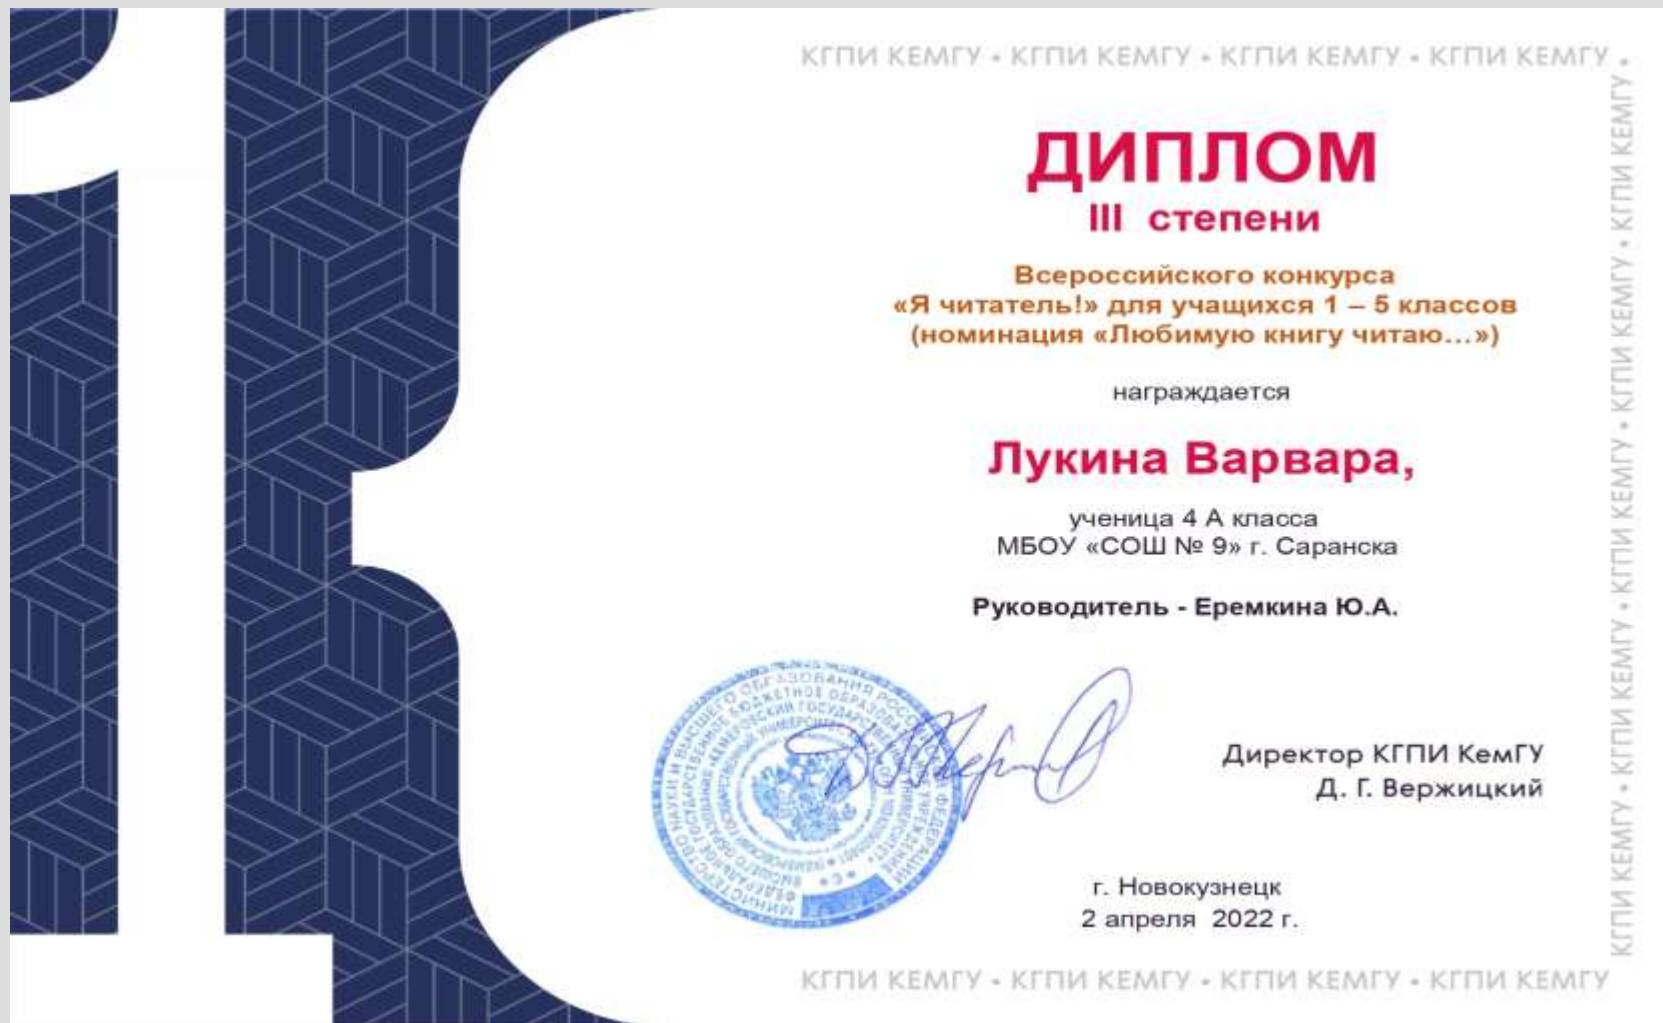 КГПИ КЕМГУ • КГПИ КЕМГУ • КГПИ КЕМГУ • КГПИ КЕМГУ •
КГПИ КЕМГУ • КГПИ КЕМГУ • КГПИ КЕМГУ • КГПИ КЕМГУ • КГПИ КЕМГУ
ДИПЛОМ
III степени
Всероссийского конкурса
«Я читатель!» для учащихся 1 – 5 классов
(номинация «Любимую книгу читаю...»)
награждается
Лукина Варвара,
ученица 4 А класса
МБОУ «СОШ № 9» г. Саранска
Руководитель - Еремкина Ю.А.
Директор КГПИ КемГУ
Д. Г. Вержицкий
г. Новокузнецк
2 апреля 2022 г.
КГПИ КЕМГУ • КГПИ КЕМГУ • КГПИ КЕМГУ • КГПИ КЕМГУ